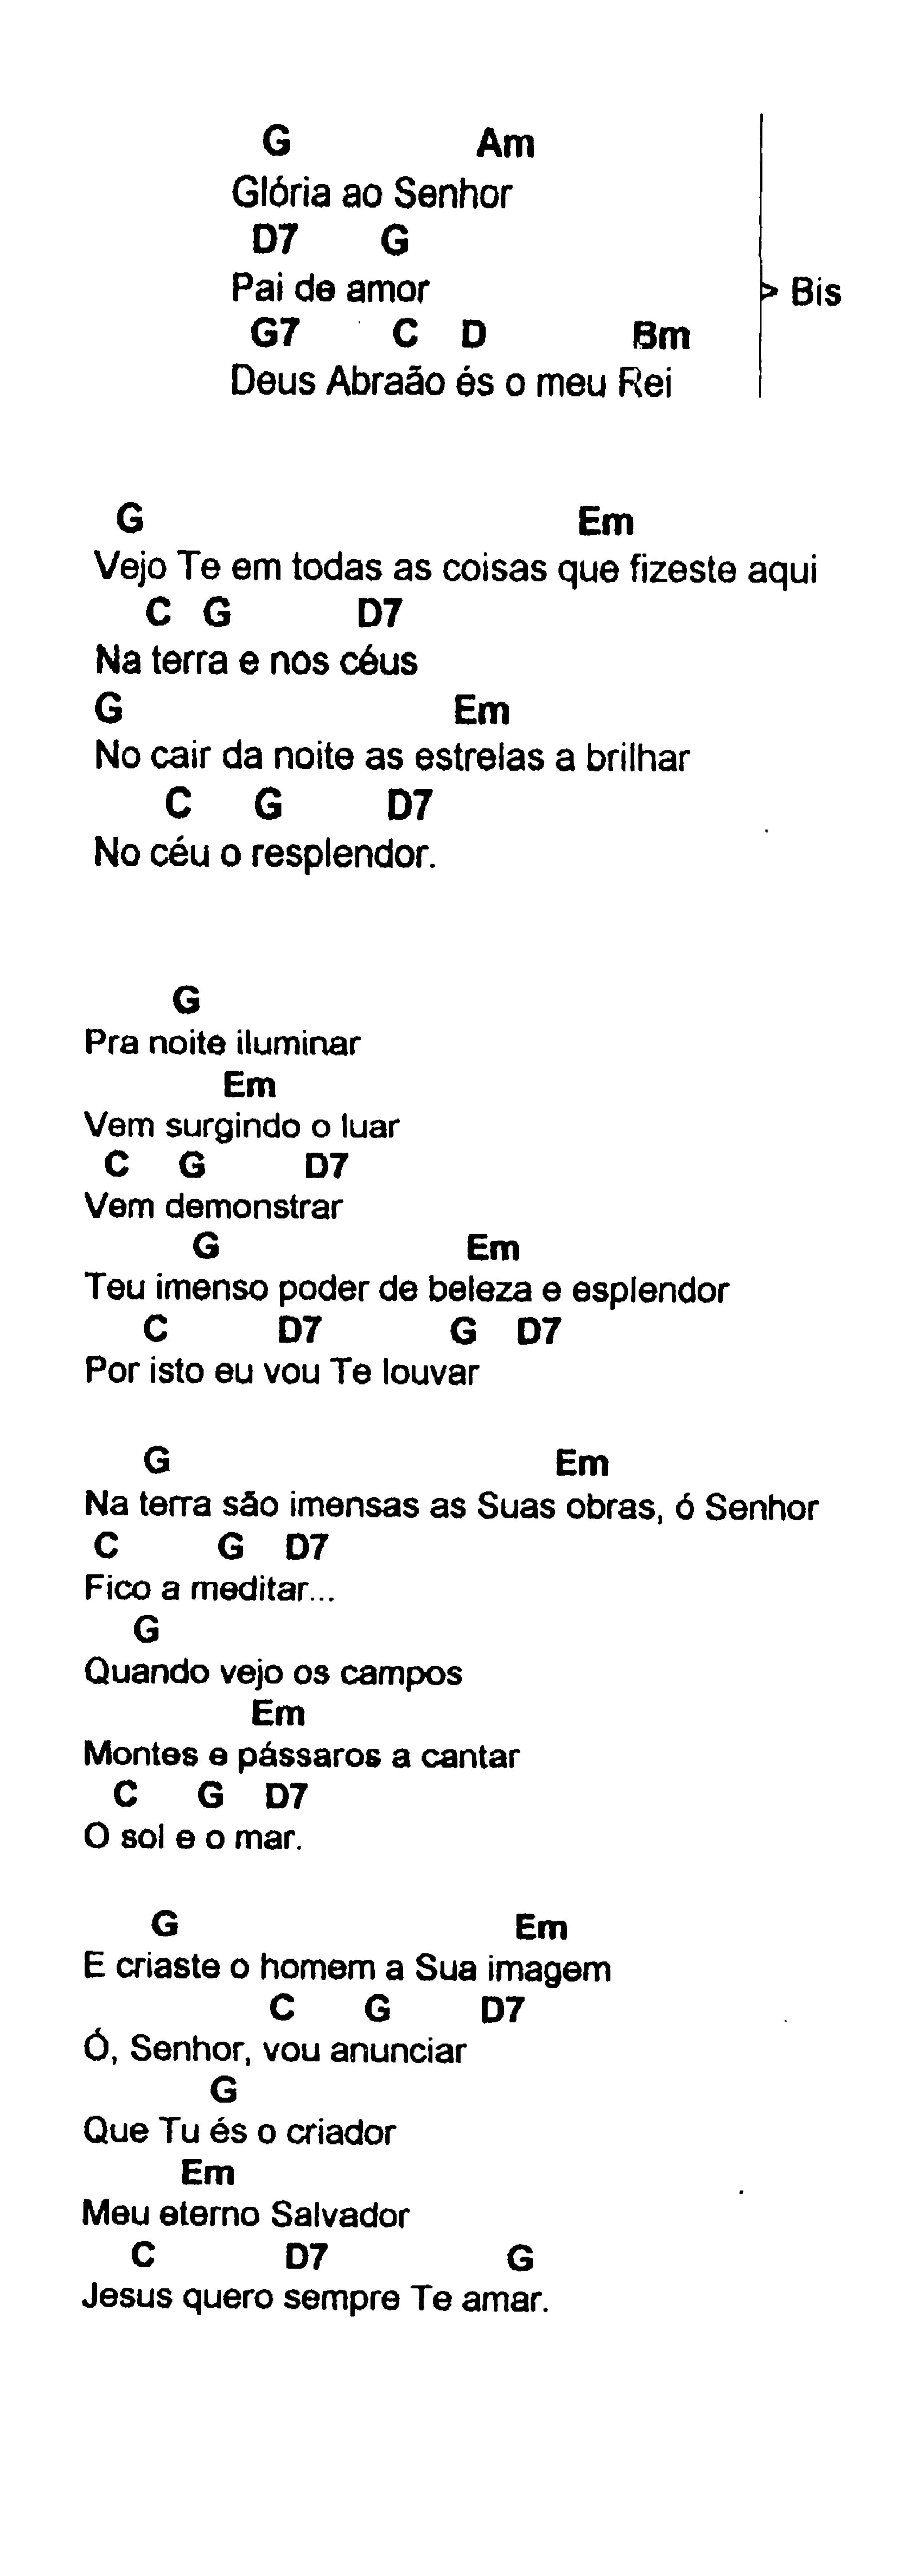 G Am
Glória ao Senhor
D7 G
Pai de amor
> Bis
G7 C D Bm
Deus Abraão és o meu Rei
G Em
Vejo Te em todas as coisas que fizeste aqui
C G D7
Na terra e nos céus
G Em
No cair da noite as estrelas a brilhar
C G D7
No céu o resplendor.
G
Pra noite iluminar
Em
Vem surgindo o luar
C G D7
Vem demonstrar
G Em
Teu imenso poder de beleza e esplendor
C D7 G D7
Por isto eu vou Te louvar
G Em
Na terra são imensas as Suas obras, ó Senhor
C G D7
Fico a meditar...
G
Quando vejo os campos
Em
Montes e pássaros a cantar
C G D7
O sol e o mar.
G Em
E criaste o homem a Sua imagem
C G D7
Ó, Senhor, vou anunciar
G
Que Tu és o criador
Em
Meu eterno Salvador
C D7 G
Jesus quero sempre Te amar.